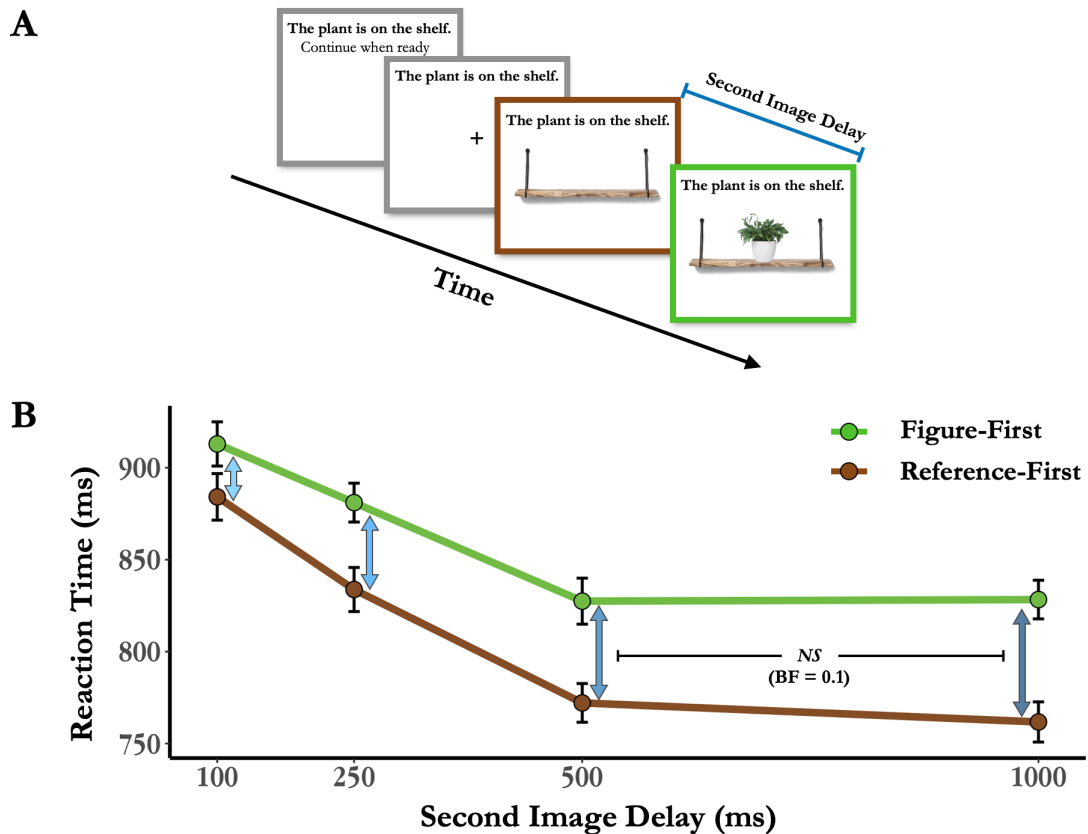 A
The plant is on the shelf.
Continue when ready
The plant is on the shelf.
+
The plant is on the shelf.
Second Image Delay
The plant is on the shelf.
Time
B
Figure-First
Reference-First
Reaction Time (ms)
900
850
800
750
NS
(BF = 0.1)
100
250
500
1000
Second Image Delay (ms)